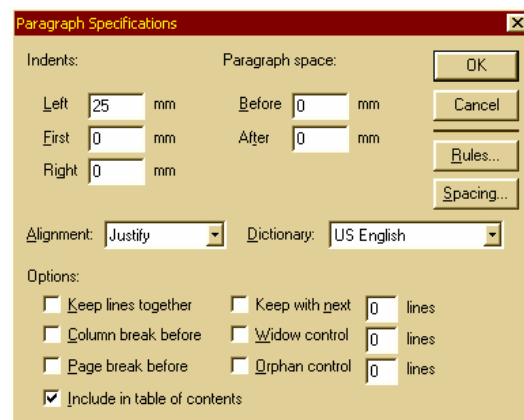 Paragraph Specifications
Indents: Paragraph space: OK
Left 25 mm Before 0 mm Cancel
First 0 mm After 0 mm
Right 0 mm Rules...
Spacing...
Alignment: Justify Dictionary: US English
Options:
Keep lines together Keep with next 0 lines
Column break before Widow control 0 lines
Page break before Orphan control 0 lines
Include in table of contents